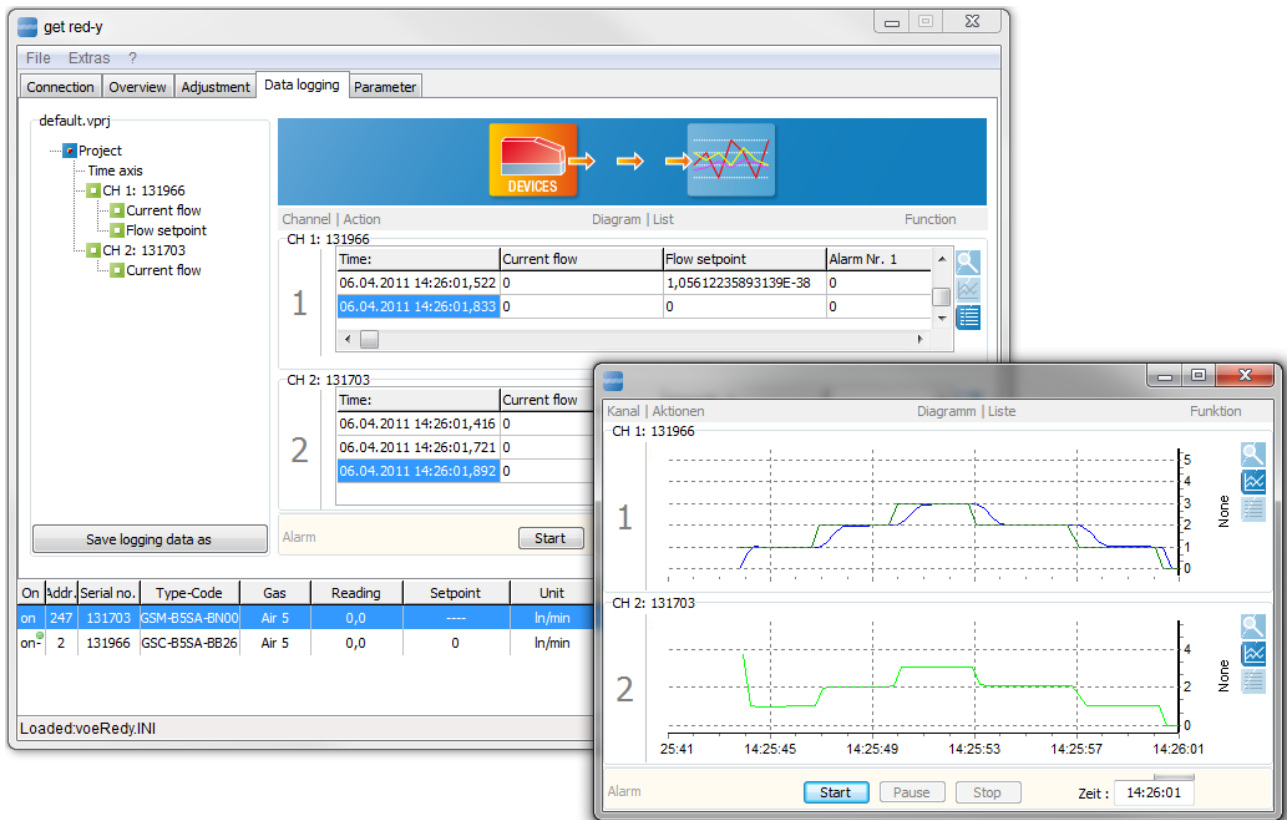 get red-y
File Extras ?
Connection Overview Adjustment Data logging Parameter
default.vprj
Project
Time axis
CH 1: 131966
Current flow
Flow setpoint
CH 2: 131703
Current flow
Save logging data as
DEVICES
Channel | Action Diagram | List Function
CH 1: 131966
1
Time: Current flow Flow setpoint Alarm Nr. 1
06.04.2011 14:26:01,522 0 1,05612235893139E-38 0
06.04.2011 14:26:01,833 0 0 0
CH 2: 131703
2
Time: Current flow
06.04.2011 14:26:01,416 0
06.04.2011 14:26:01,721 0
06.04.2011 14:26:01,892 0
Alarm Start
On Addr. Serial no. Type-Code Gas Reading Setpoint Unit
on 247 131703 GSM-B5SA-BN00 Air 5 0,0 ---- ln/min
on- 2 131966 GSC-B5SA-BB26 Air 5 0,0 0 ln/min
Loaded:voeRedy.INI
Kanal | Aktionen Diagramm | Liste Funktion
CH 1: 131966
1
5
4
3
2
1
0
None
CH 2: 131703
2
4
2
0
None
25:41 14:25:45 14:25:49 14:25:53 14:25:57 14:26:01
Alarm Start Pause Stop Zeit : 14:26:01